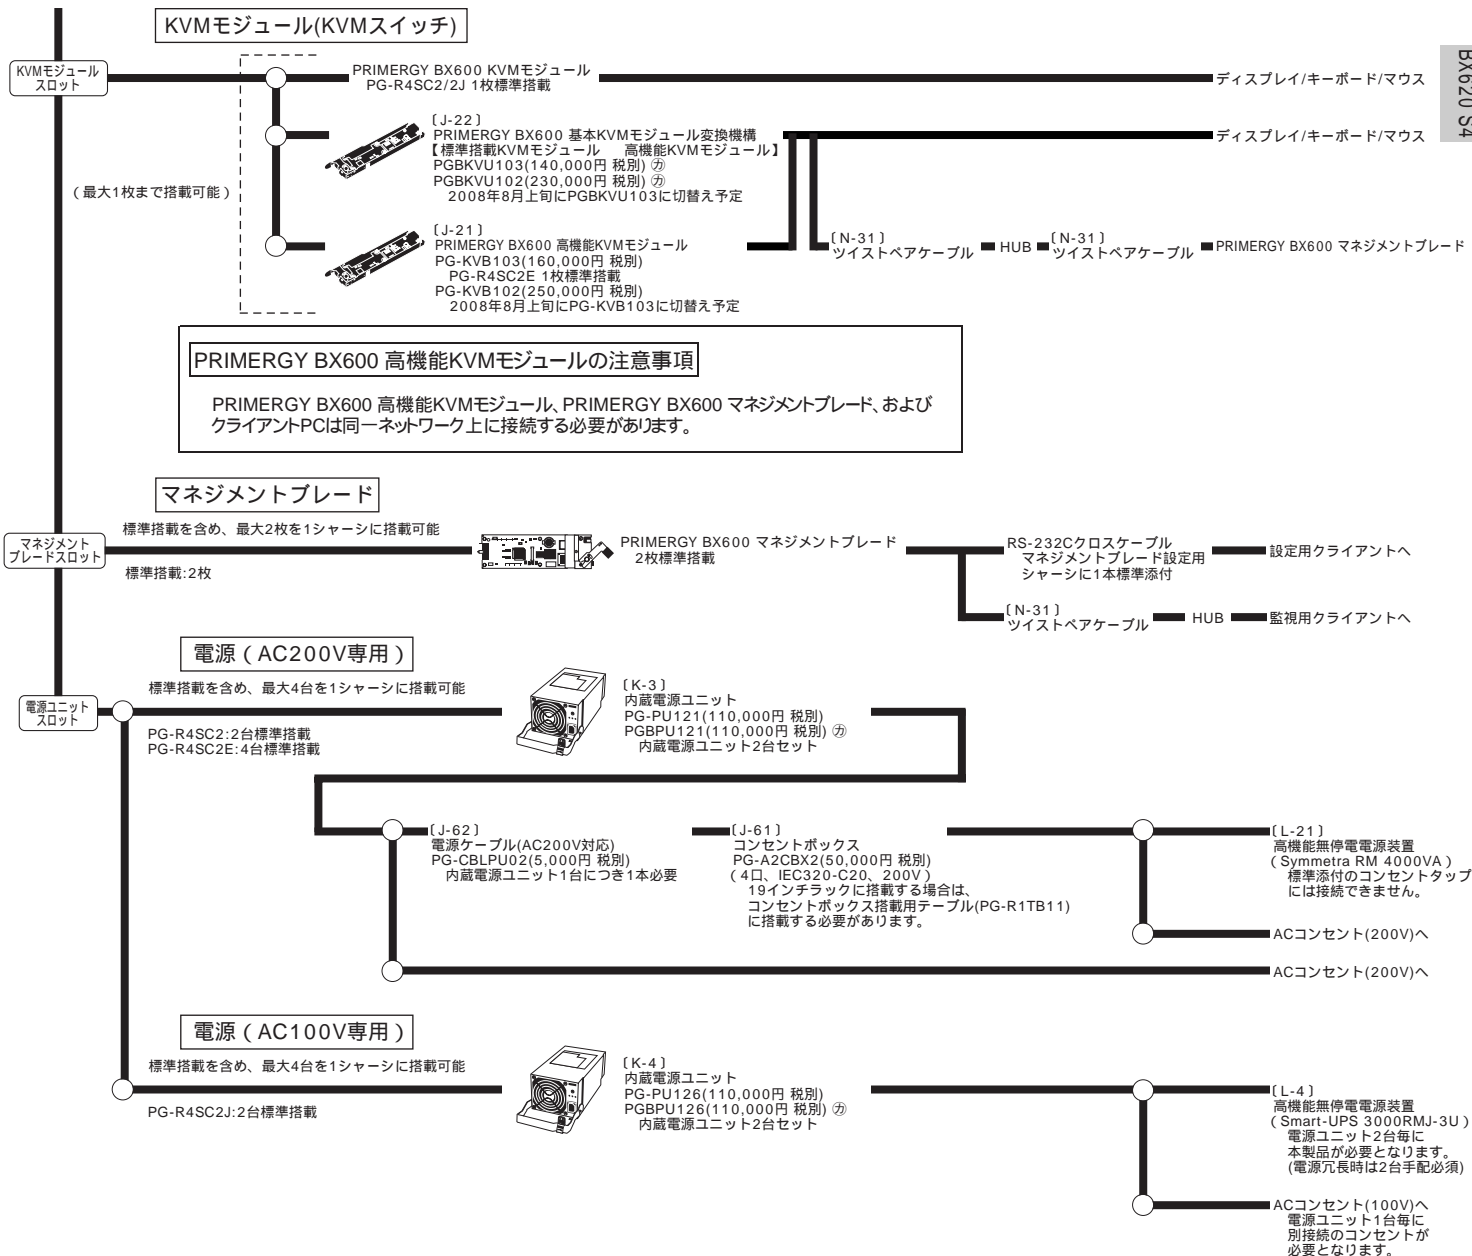 KVMモジュール(KVMスイッチ)
BX620 S4
KVMモジュール
スロット
PRIMERGY BX600 KVMモジュール
PG-R4SC2/2J 1枚標準搭載
ディスプレイ/キーボード/マウス
〔J-22〕
PRIMERGY BX600 基本KVMモジュール変換機構
【標準搭載KVMモジュール　高機能KVMモジュール】
PGBKVU103(140,000円 税別) ㋕
PGBKVU102(230,000円 税別) ㋕
2008年8月上旬にPGBKVU103に切替え予定
ディスプレイ/キーボード/マウス
（最大1枚まで搭載可能）
〔J-21〕
PRIMERGY BX600 高機能KVMモジュール
PG-KVB103(160,000円 税別)
PG-R4SC2E 1枚標準搭載
PG-KVB102(250,000円 税別)
2008年8月上旬にPG-KVB103に切替え予定
〔N-31〕
ツイストペアケーブル
HUB
〔N-31〕
ツイストペアケーブル
PRIMERGY BX600 マネジメントブレード
PRIMERGY BX600 高機能KVMモジュールの注意事項
PRIMERGY BX600 高機能KVMモジュール、PRIMERGY BX600 マネジメントブレード、および
クライアントPCは同一ネットワーク上に接続する必要があります。
マネジメントブレード
マネジメント
ブレードスロット
標準搭載を含め、最大2枚を1シャーシに搭載可能
標準搭載:2枚
PRIMERGY BX600 マネジメントブレード
2枚標準搭載
RS-232Cクロスケーブル
マネジメントブレード設定用
シャーシに1本標準添付
設定用クライアントへ
〔N-31〕
ツイストペアケーブル
HUB
監視用クライアントへ
電源（AC200V専用）
標準搭載を含め、最大4台を1シャーシに搭載可能
電源ユニット
スロット
PG-R4SC2:2台標準搭載
PG-R4SC2E:4台標準搭載
〔K-3〕
内蔵電源ユニット
PG-PU121(110,000円 税別)
PGBPU121(110,000円 税別) ㋕
内蔵電源ユニット2台セット
〔J-62〕
電源ケーブル(AC200V対応)
PG-CBLPU02(5,000円 税別)
内蔵電源ユニット1台につき1本必要
〔J-61〕
コンセントボックス
PG-A2CBX2(50,000円 税別)
（4口、IEC320-C20、200V）
19インチラックに搭載する場合は、
コンセントボックス搭載用テーブル(PG-R1TB11)
に搭載する必要があります。
〔L-21〕
高機能無停電電源装置
（Symmetra RM 4000VA）
標準添付のコンセントタップ
には接続できません。
ACコンセント(200V)へ
ACコンセント(200V)へ
電源（AC100V専用）
標準搭載を含め、最大4台を1シャーシに搭載可能
PG-R4SC2J:2台標準搭載
〔K-4〕
内蔵電源ユニット
PG-PU126(110,000円 税別)
PGBPU126(110,000円 税別) ㋕
内蔵電源ユニット2台セット
〔L-4〕
高機能無停電電源装置
（Smart-UPS 3000RMJ-3U）
電源ユニット2台毎に
本製品が必要となります。
(電源冗長時は2台手配必須)
ACコンセント(100V)へ
電源ユニット1台毎に
別接続のコンセントが
必要となります。